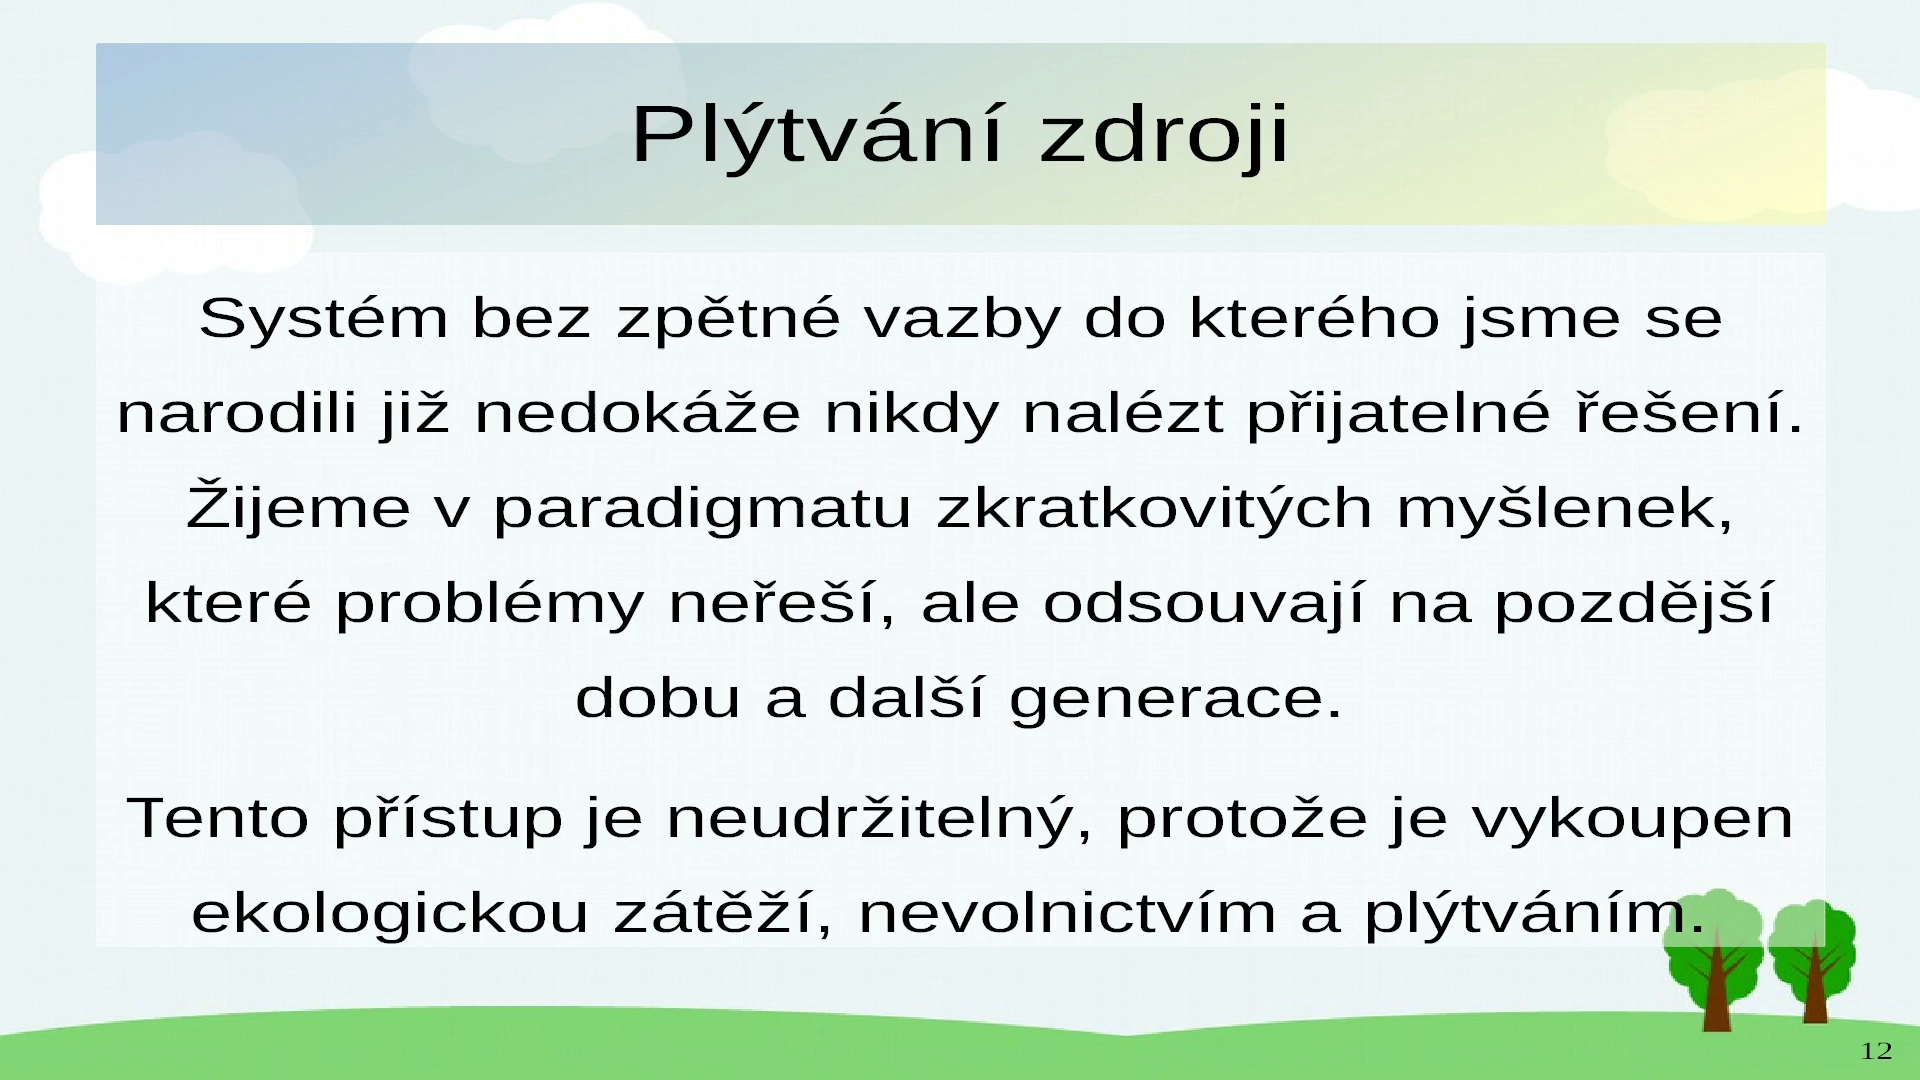 Plýtvání zdroji
Systém bez zpětné vazby do kterého jsme se
narodili již nedokáže nikdy nalézt přijatelné řešení.
Žijeme v paradigmatu zkratkovitých myšlenek,
které problémy neřeší, ale odsouvají na pozdější
dobu a další generace.
Tento přístup je neudržitelný, protože je vykoupen
ekologickou zátěží, nevolnictvím a plýtváním.
12